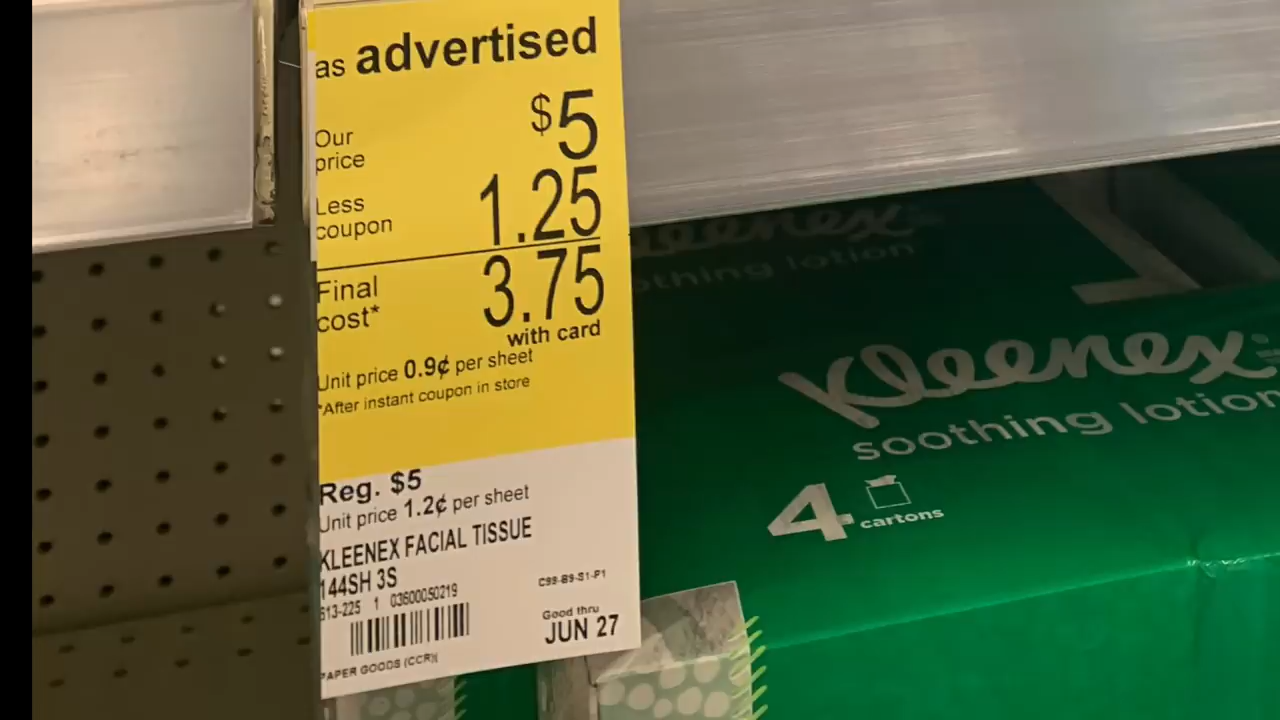 as advertised
Our price $5
Less coupon 1.25
Final cost* 3.75
with card
Unit price 0.9¢ per sheet
*After instant coupon in store
Reg. $5
Unit price 1.2¢ per sheet
KLEENEX FACIAL TISSUE
144SH 3S
613-225 1 03600050219
C99-B9-S1-P1
Good thru
JUN 27
PAPER GOODS (CCR)(
Kleenex
soothing lotion
Kleenex
soothing lotion
4 cartons